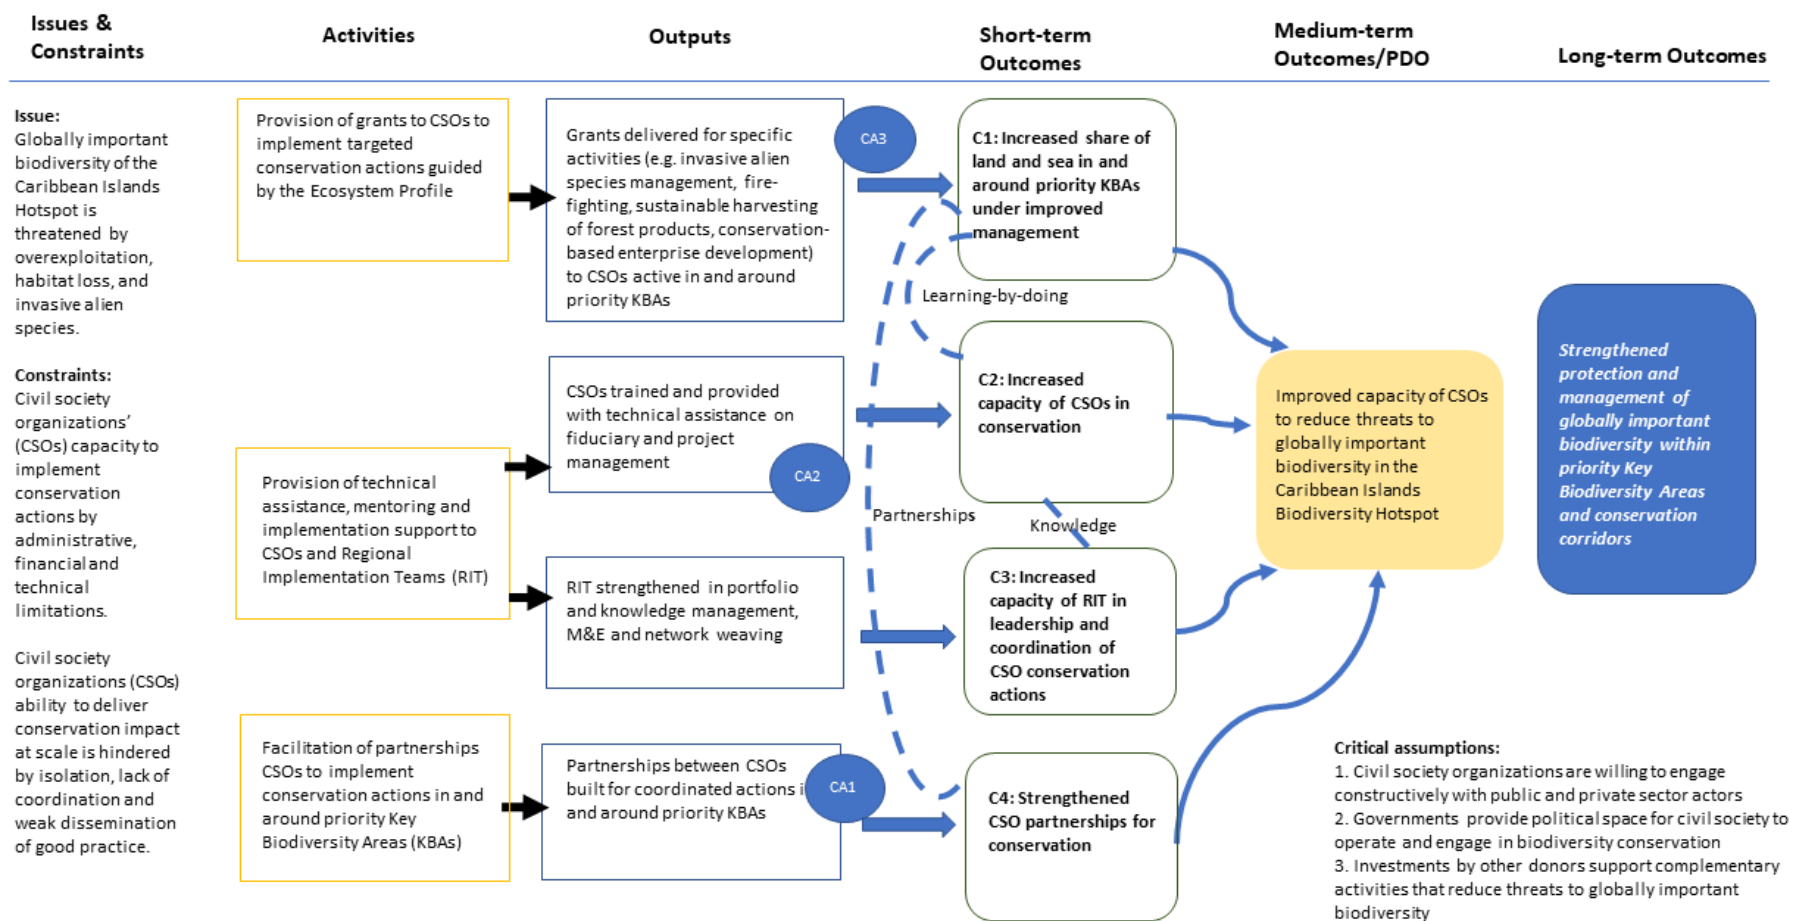 Issues &
Constraints
Activities
Outputs
Short-term
Outcomes
Medium-term
Outcomes/PDO
Long-term Outcomes
Issue:
Globally important
biodiversity of the
Caribbean Islands
Hotspot is
threatened by
overexploitation,
habitat loss, and
invasive alien
species.
Constraints:
Civil society
organizations’
(CSOs) capacity to
implement
conservation
actions by
administrative,
financial and
technical
limitations.
Civil society
organizations (CSOs)
ability to deliver
conservation impact
at scale is hindered
by isolation, lack of
coordination and
weak dissemination
of good practice.
Provision of grants to CSOs to
implement targeted
conservation actions guided
by the Ecosystem Profile
Provision of technical
assistance, mentoring and
implementation support to
CSOs and Regional
Implementation Teams (RIT)
Facilitation of partnerships
CSOs to implement
conservation actions in and
around priority Key
Biodiversity Areas (KBAs)
Grants delivered for specific
activities (e.g. invasive alien
species management, fire-
fighting, sustainable harvesting
of forest products, conservation-
based enterprise development)
to CSOs active in and around
priority KBAs
CA3
CSOs trained and provided
with technical assistance on
fiduciary and project
management
CA2
RIT strengthened in portfolio
and knowledge management,
M&E and network weaving
Partnerships between CSOs
built for coordinated actions i
and around priority KBAs
CA1
C1: Increased share of
land and sea in and
around priority KBAs
under improved
management
Learning-by-doing
C2: Increased
capacity of CSOs in
conservation
Partnerships
Knowledge
C3: Increased
capacity of RIT in
leadership and
coordination of
CSO conservation
actions
C4: Strengthened
CSO partnerships for
conservation
Improved capacity of CSOs
to reduce threats to
globally important
biodiversity in the
Caribbean Islands
Biodiversity Hotspot
Strengthened
protection and
management of
globally important
biodiversity within
priority Key
Biodiversity Areas
and conservation
corridors
Critical assumptions:
1. Civil society organizations are willing to engage
constructively with public and private sector actors
2. Governments provide political space for civil society to
operate and engage in biodiversity conservation
3. Investments by other donors support complementary
activities that reduce threats to globally important
biodiversity